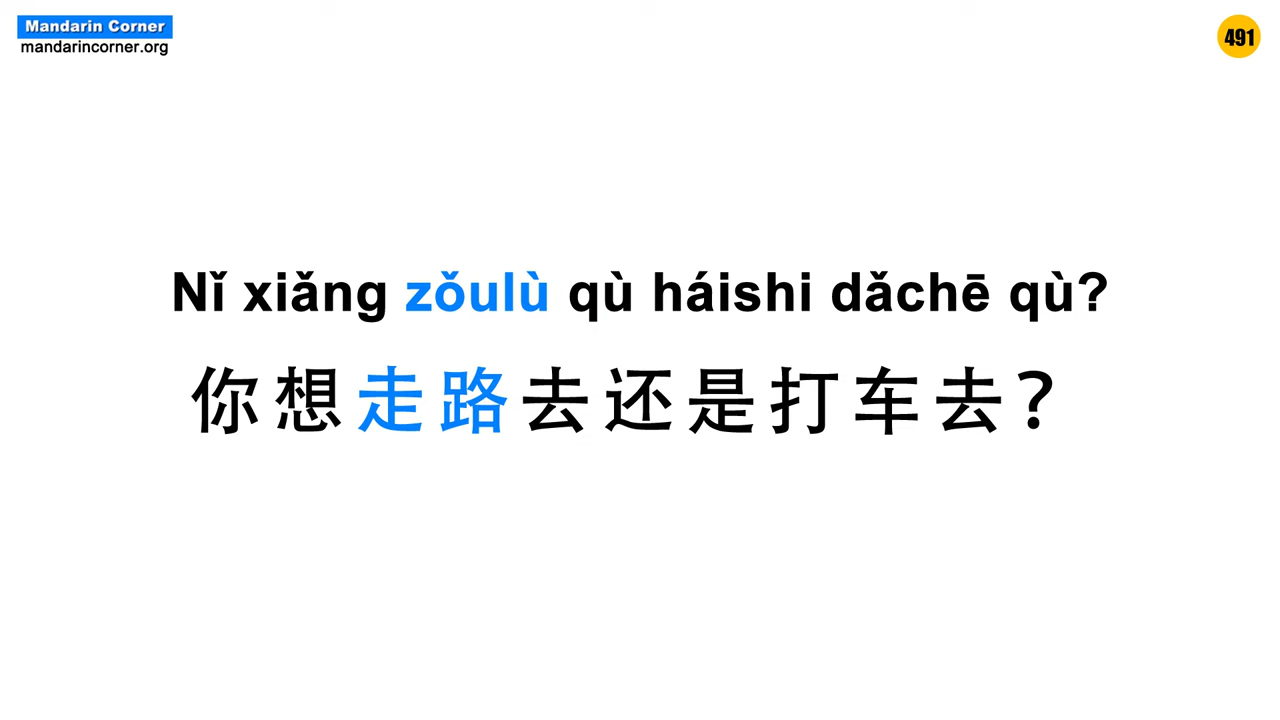 Mandarin Corner
mandarincorner.org
491
Nǐ xiǎng zǒulù qù háishi dǎchē qù?
你想走路去还是打车去？